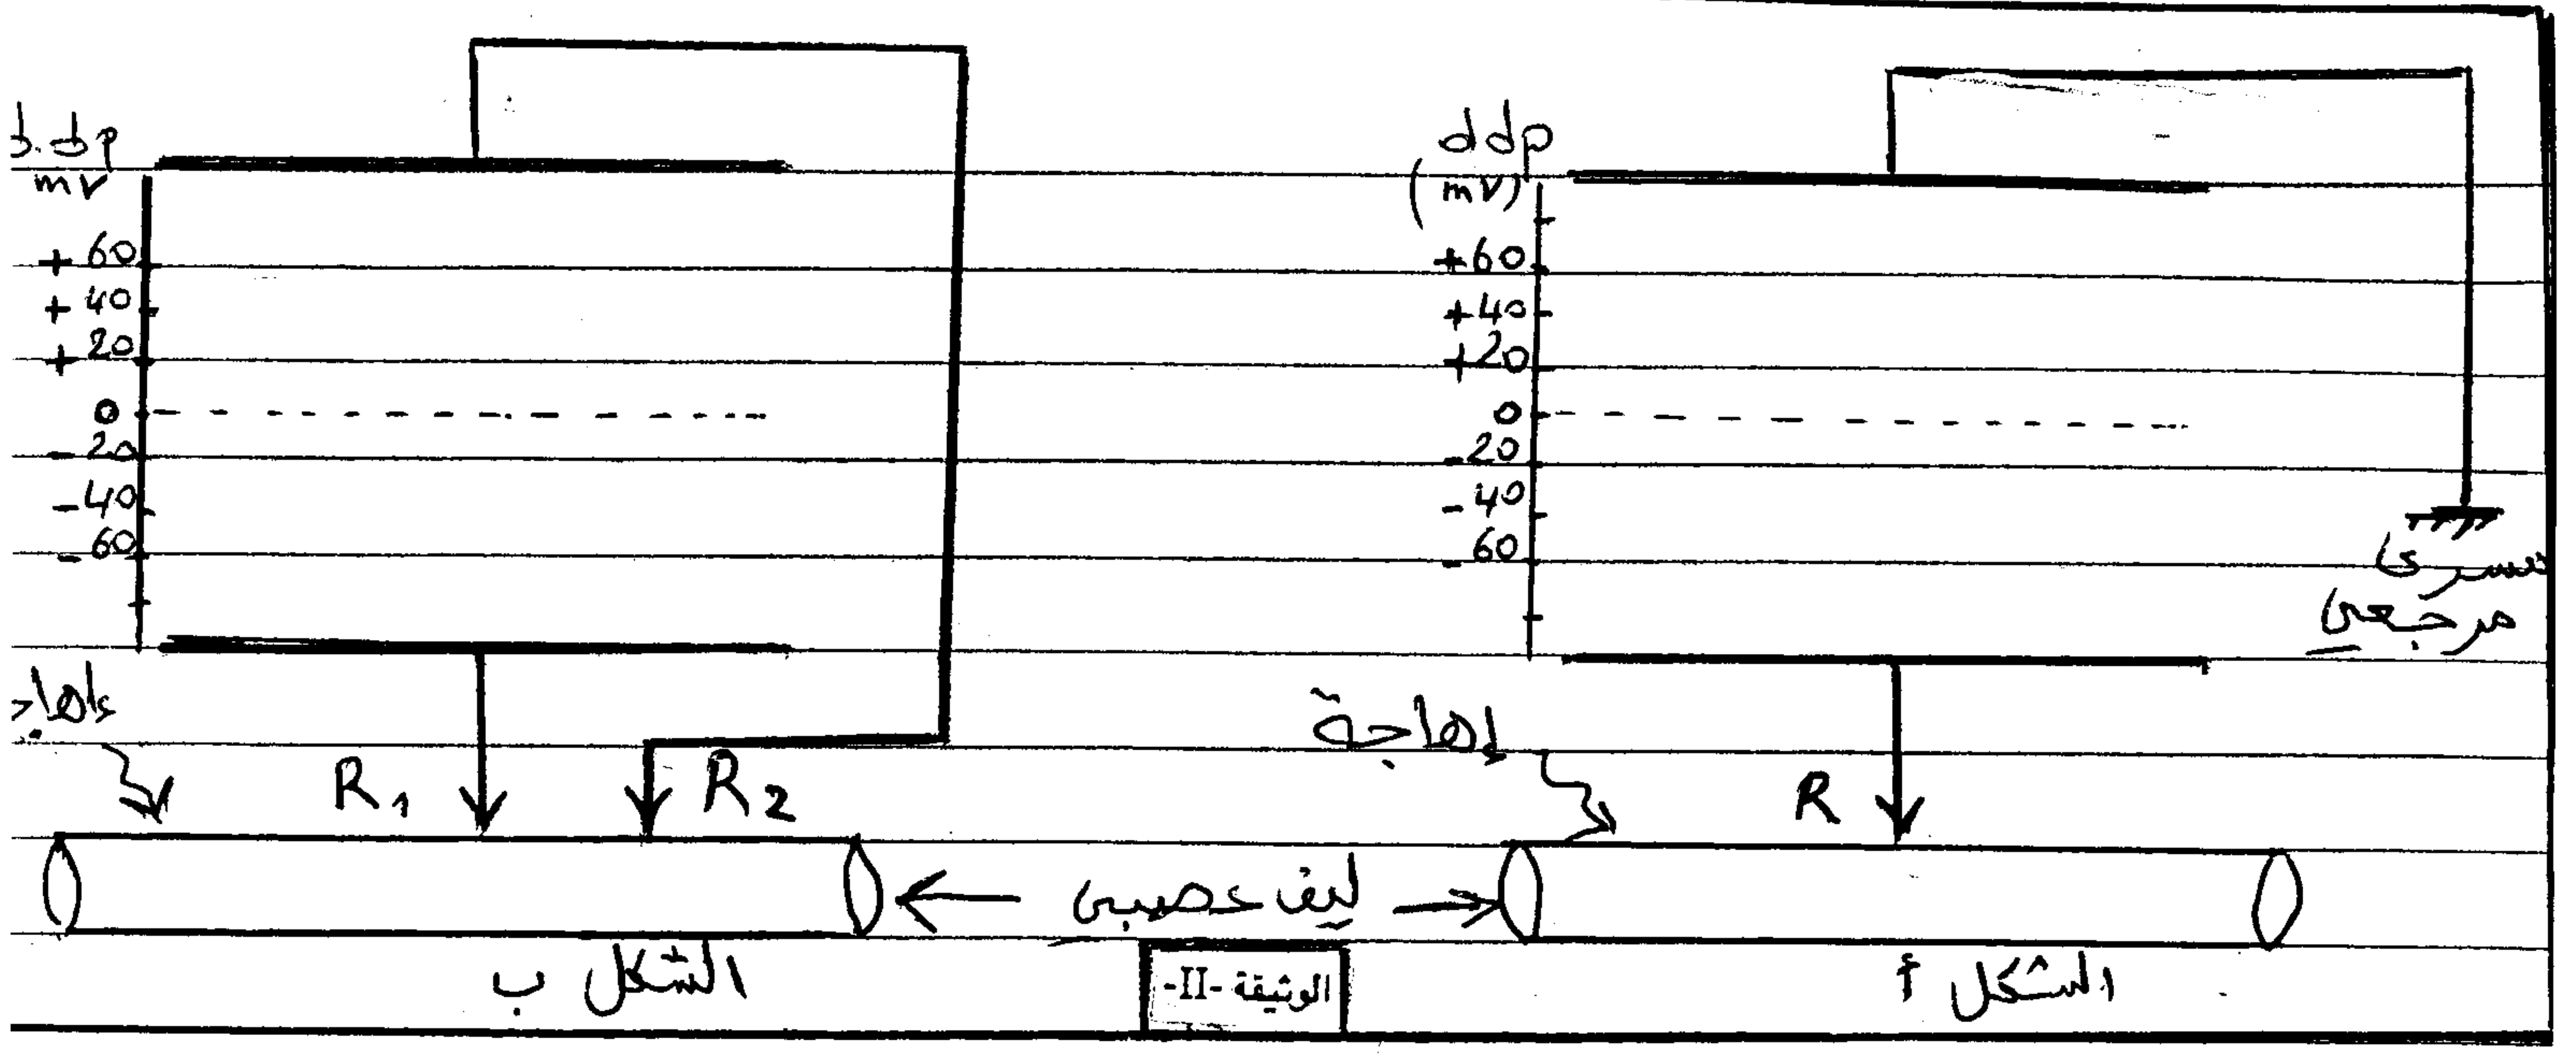 ddp
(mv)
+60
+40
+20
0
-20
-40
-60
مسرى
مرجعي
إهاجة
R
الشكل أ
d.dp
mv
+60
+40
+20
0
-20
-40
-60
R1
R2
ليف عصبي
الشكل ب
الوثيقة -II-